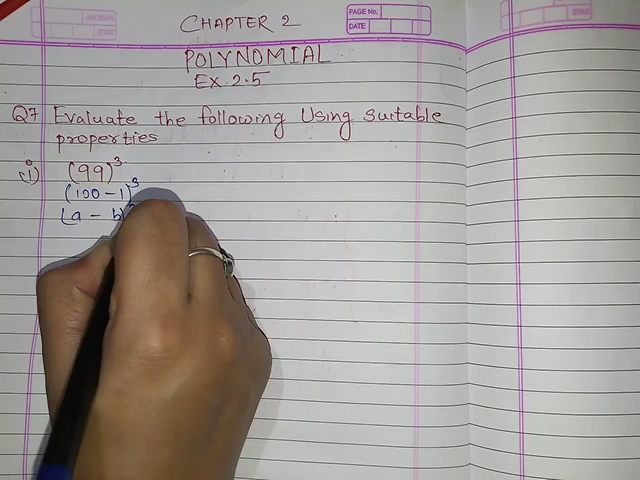 CHAPTER 2
PAGE No.
DATE
POLYNOMIAL
EX 2.5
Q7 Evaluate the following Using suitable
properties
(i) (99)³
(100 - 1)³
(a - b)